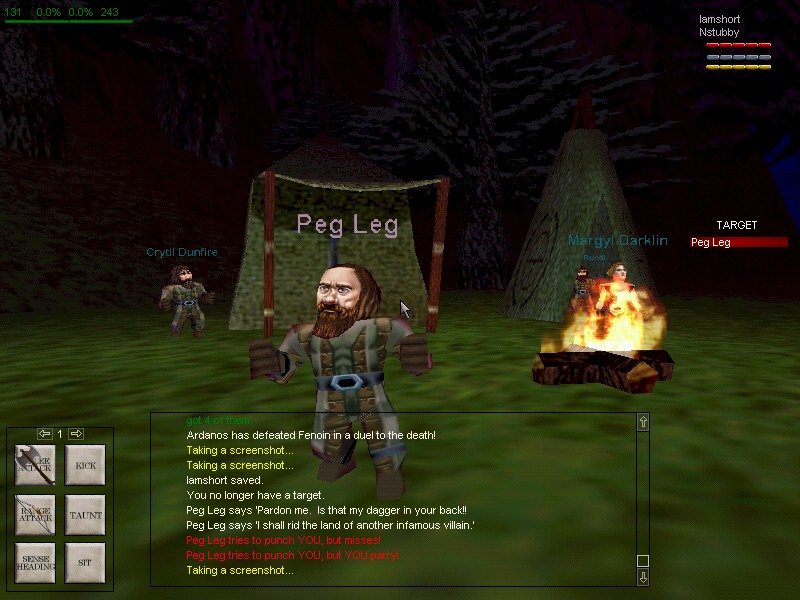 131 0.0% 0.0% 243
Iamshort
Nstubby
TARGET
Peg Leg
Peg Leg
Crytil Dunfire
Margyl Darklin
got 4 of them
Ardanos has defeated Fenoin in a duel to the death!
Taking a screenshot...
Taking a screenshot...
Iamshort saved.
You no longer have a target.
Peg Leg says 'Pardon me. Is that my dagger in your back!!
Peg Leg says 'I shall rid the land of another infamous villain.'
Peg Leg tries to punch YOU, but misses!
Peg Leg tries to punch YOU, but YOU parry!
Taking a screenshot...
1
ATTACK
KICK
RANGE
ATTACK
TAUNT
SENSE
HEADING
SIT